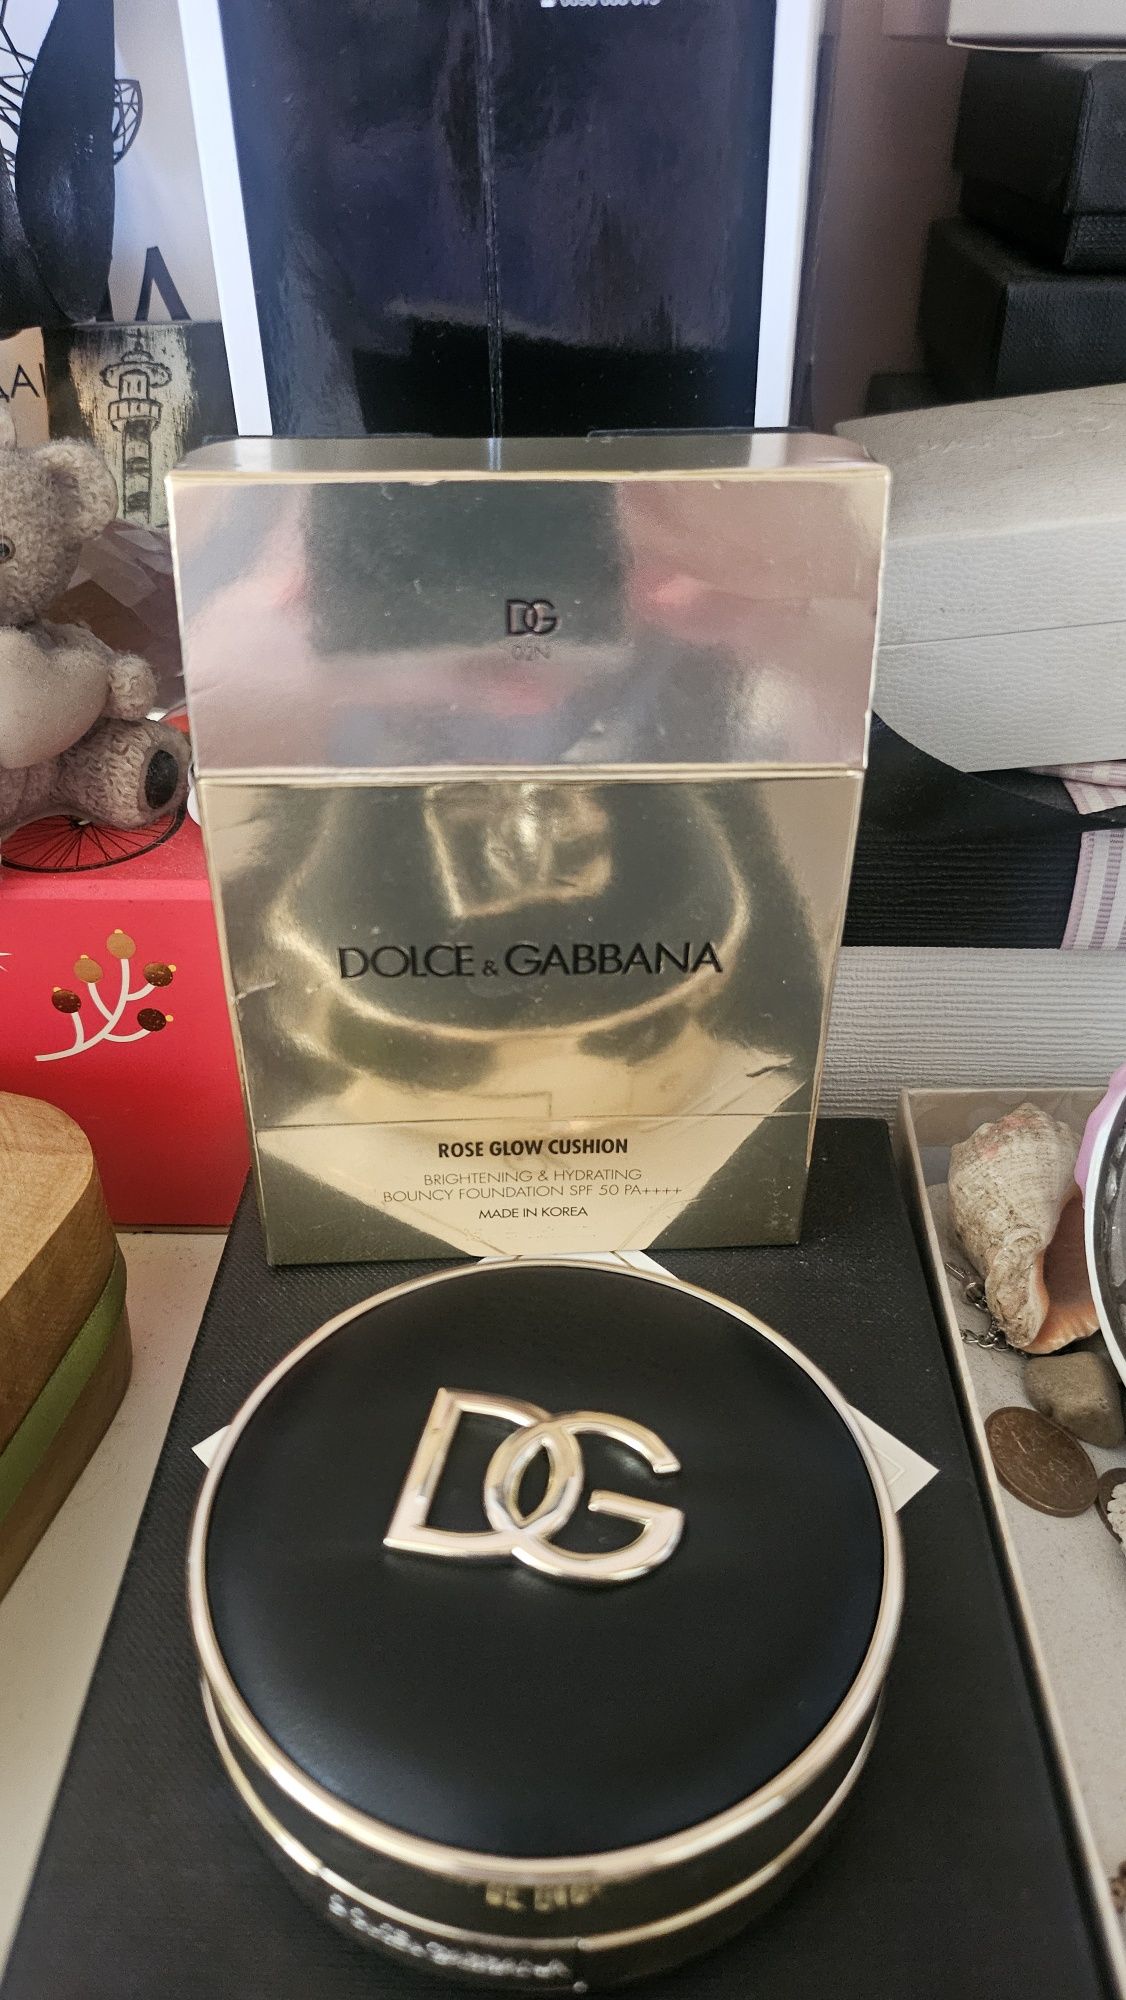 DG
02N
DOLCE & GABBANA
ROSE GLOW CUSHION
BRIGHTENING & HYDRATING
BOUNCY FOUNDATION SPF 50 PA++++
MADE IN KOREA
DG